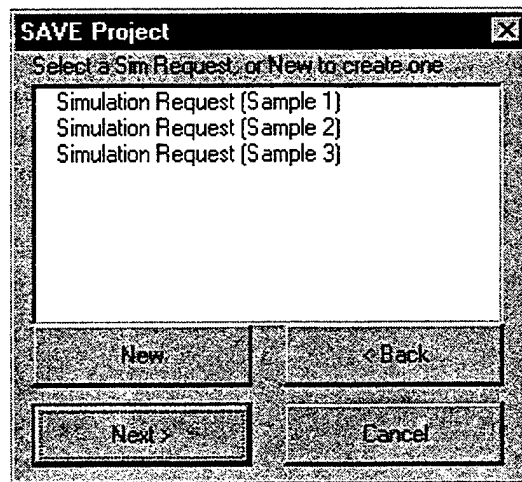 SAVE Project
Select a Sim Request, or New to create one
Simulation Request (Sample 1)
Simulation Request (Sample 2)
Simulation Request (Sample 3)
New
< Back
Next >
Cancel